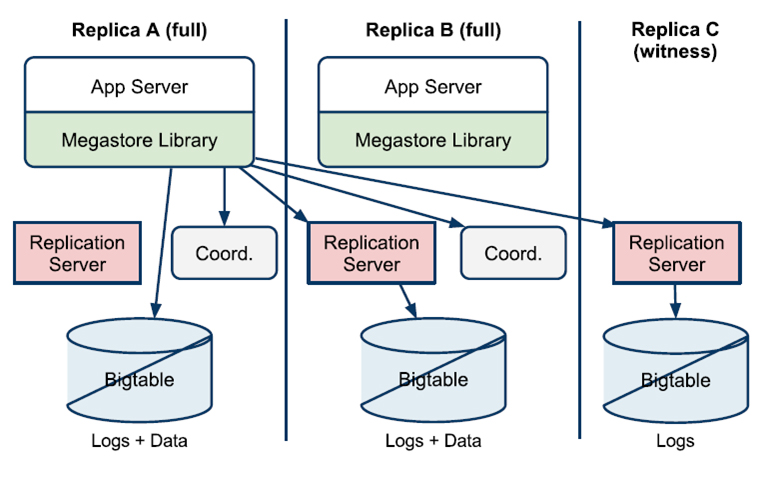 Replica A (full)
Replica B (full)
Replica C
(witness)
App Server
Megastore Library
App Server
Megastore Library
Replication
Server
Coord.
Replication
Server
Coord.
Replication
Server
Bigtable
Bigtable
Bigtable
Logs + Data
Logs + Data
Logs